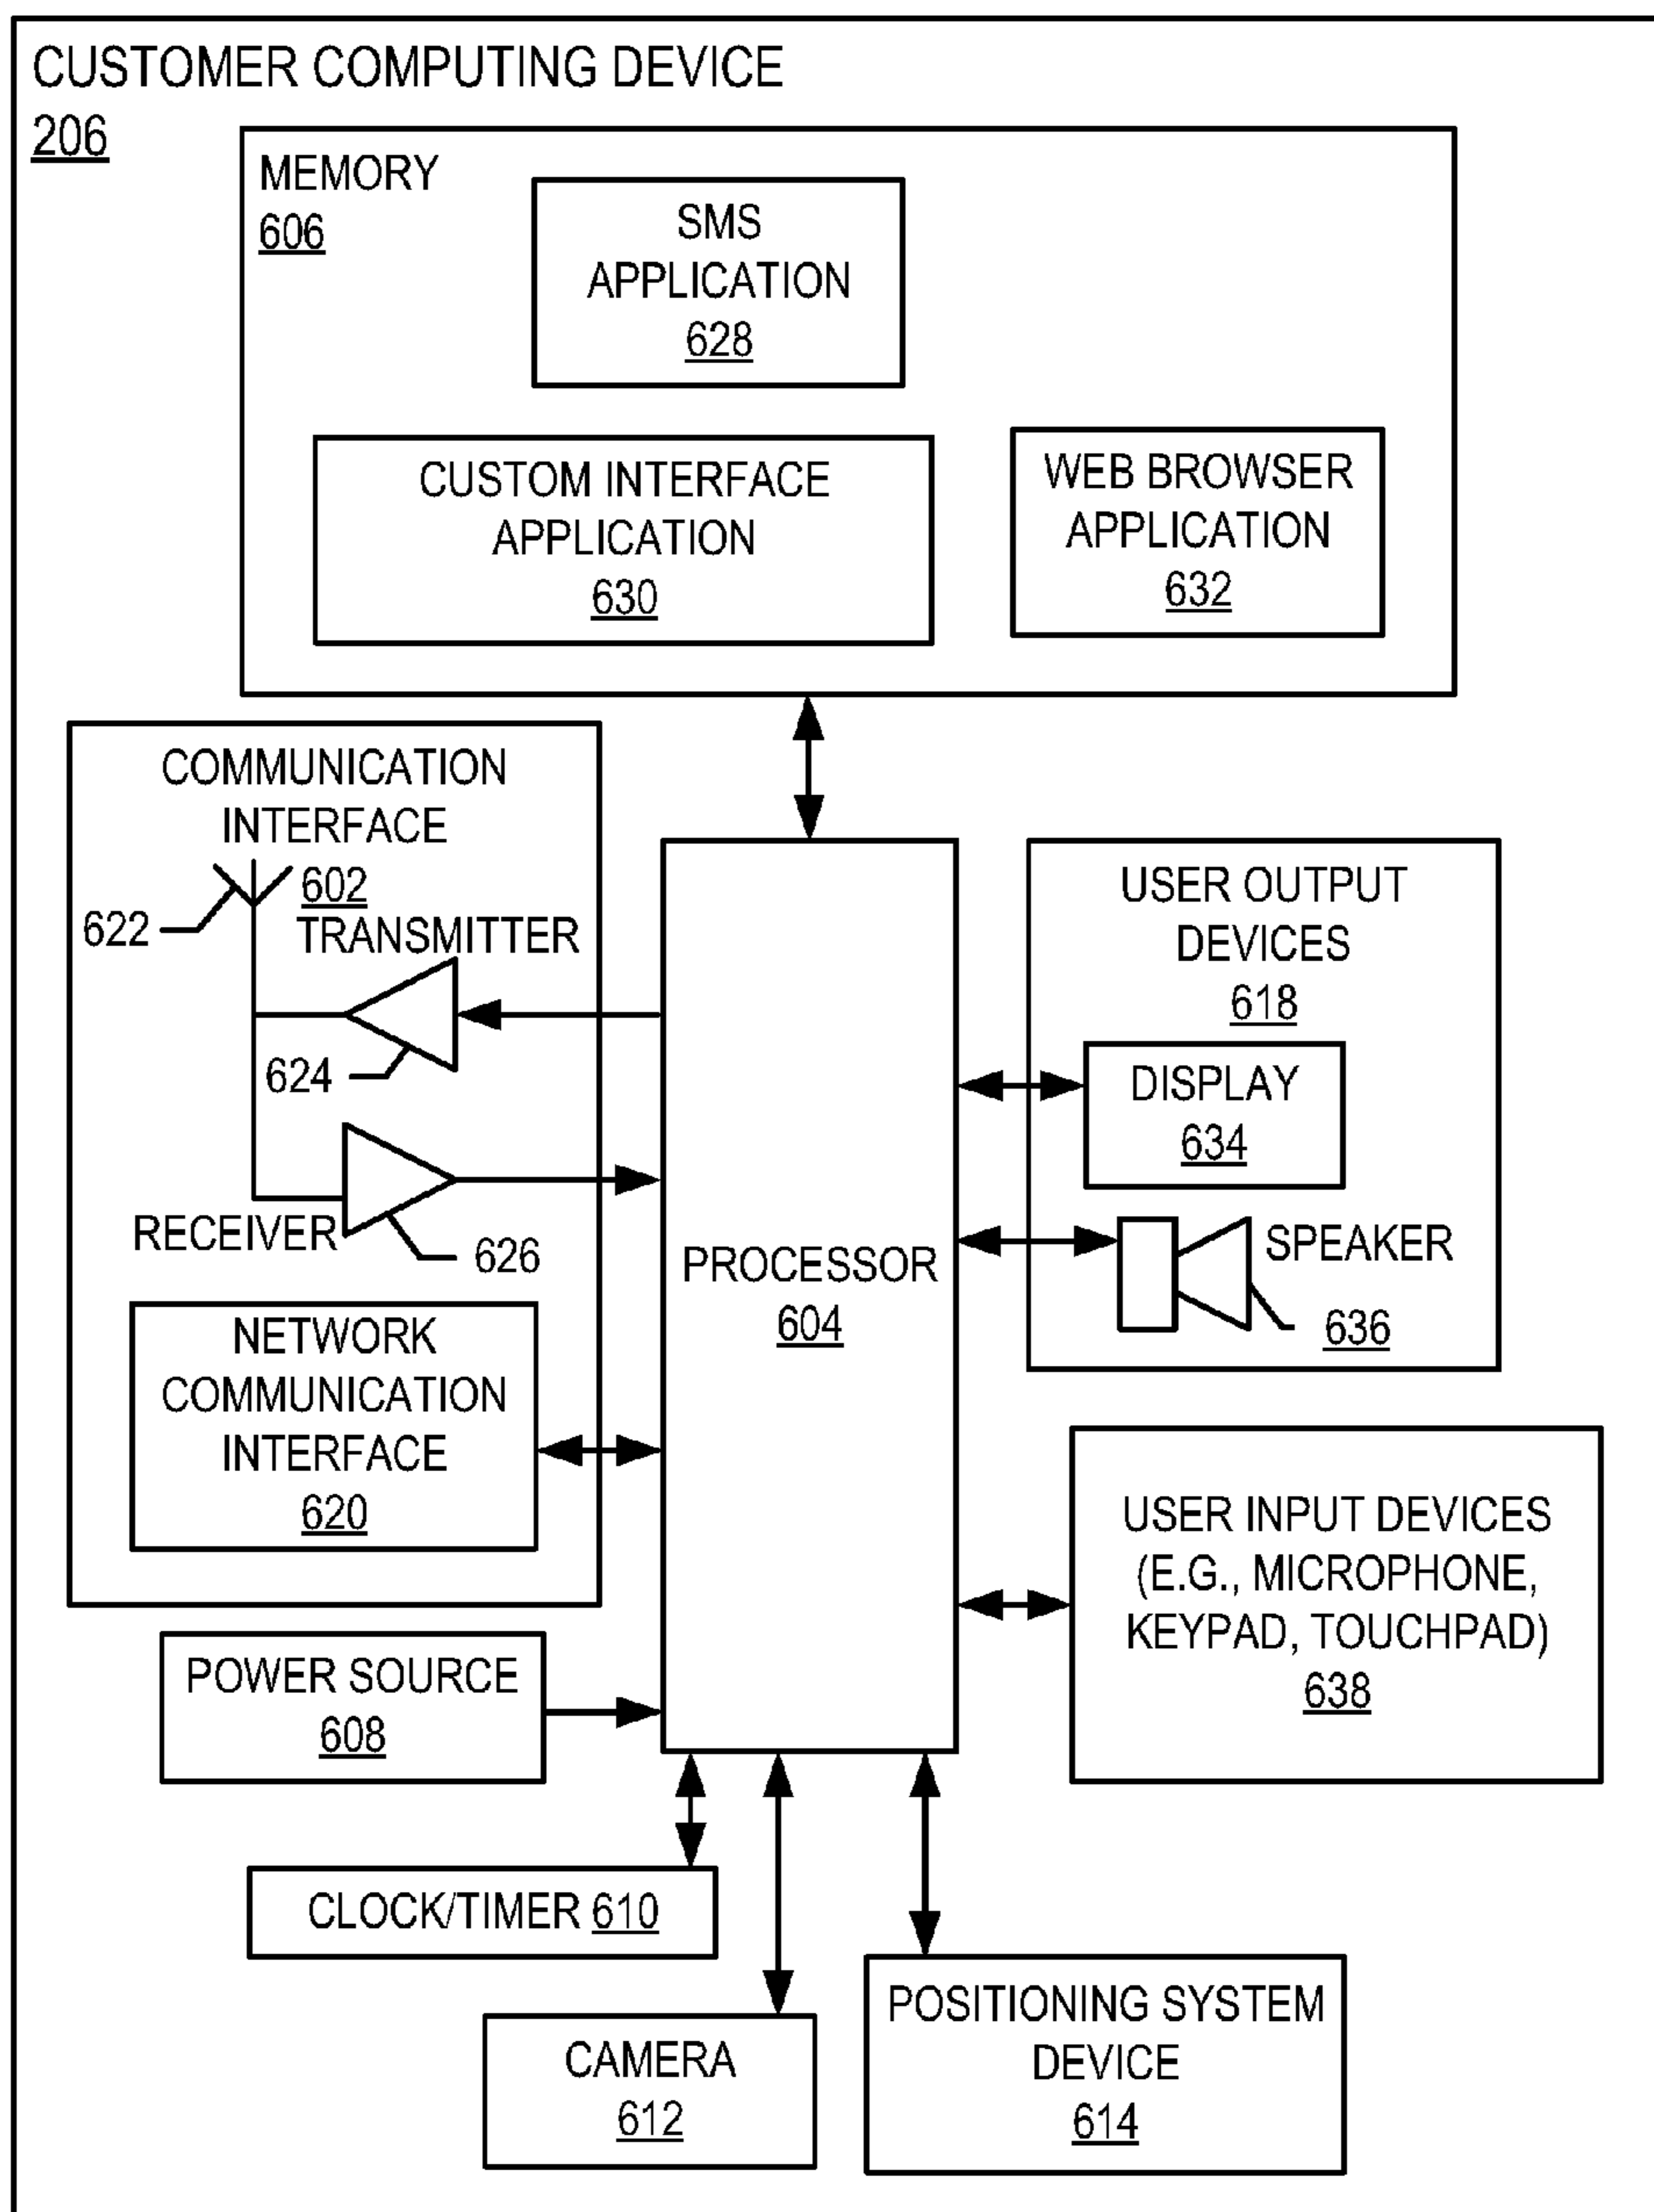 CUSTOMER COMPUTING DEVICE
206
MEMORY
606
SMS
APPLICATION
628
CUSTOM INTERFACE
APPLICATION
630
WEB BROWSER
APPLICATION
632
COMMUNICATION
INTERFACE
602
622
TRANSMITTER
624
RECEIVER
626
NETWORK
COMMUNICATION
INTERFACE
620
PROCESSOR
604
USER OUTPUT
DEVICES
618
DISPLAY
634
SPEAKER
636
USER INPUT DEVICES
(E.G., MICROPHONE,
KEYPAD, TOUCHPAD)
638
POWER SOURCE
608
CLOCK/TIMER 610
CAMERA
612
POSITIONING SYSTEM
DEVICE
614